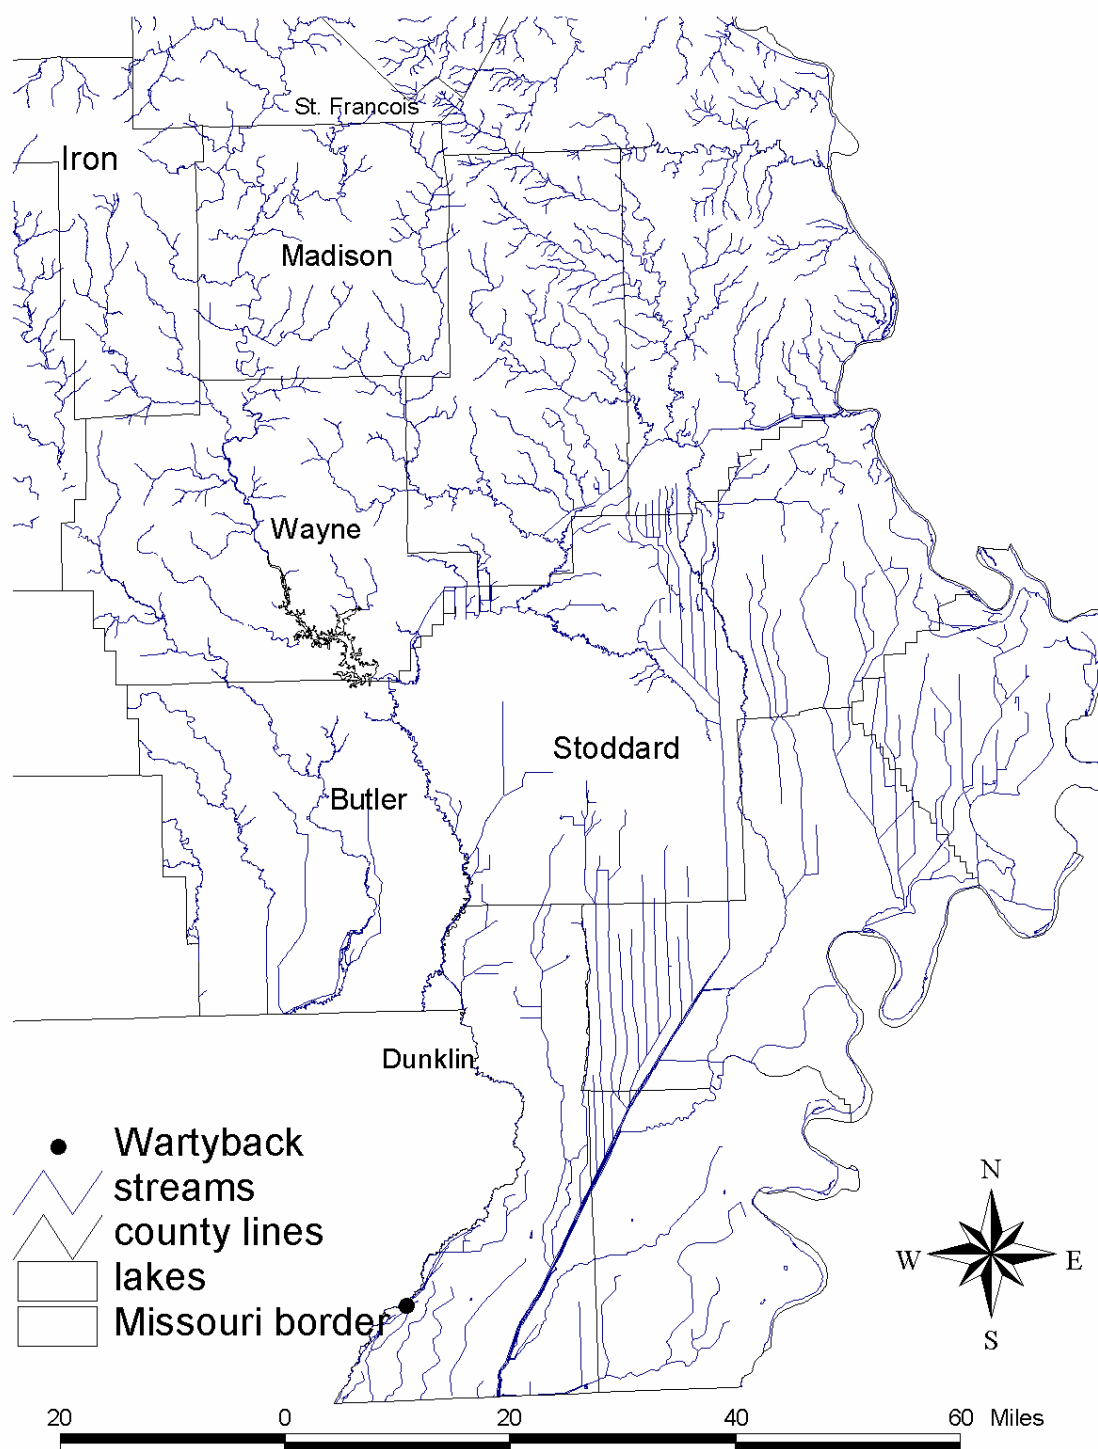 St. Francois
Iron
Madison
Wayne
Stoddard
Butler
Dunklin
Wartyback
streams
county lines
lakes
Missouri border
N
W E
S
20 0 20 40 60 Miles